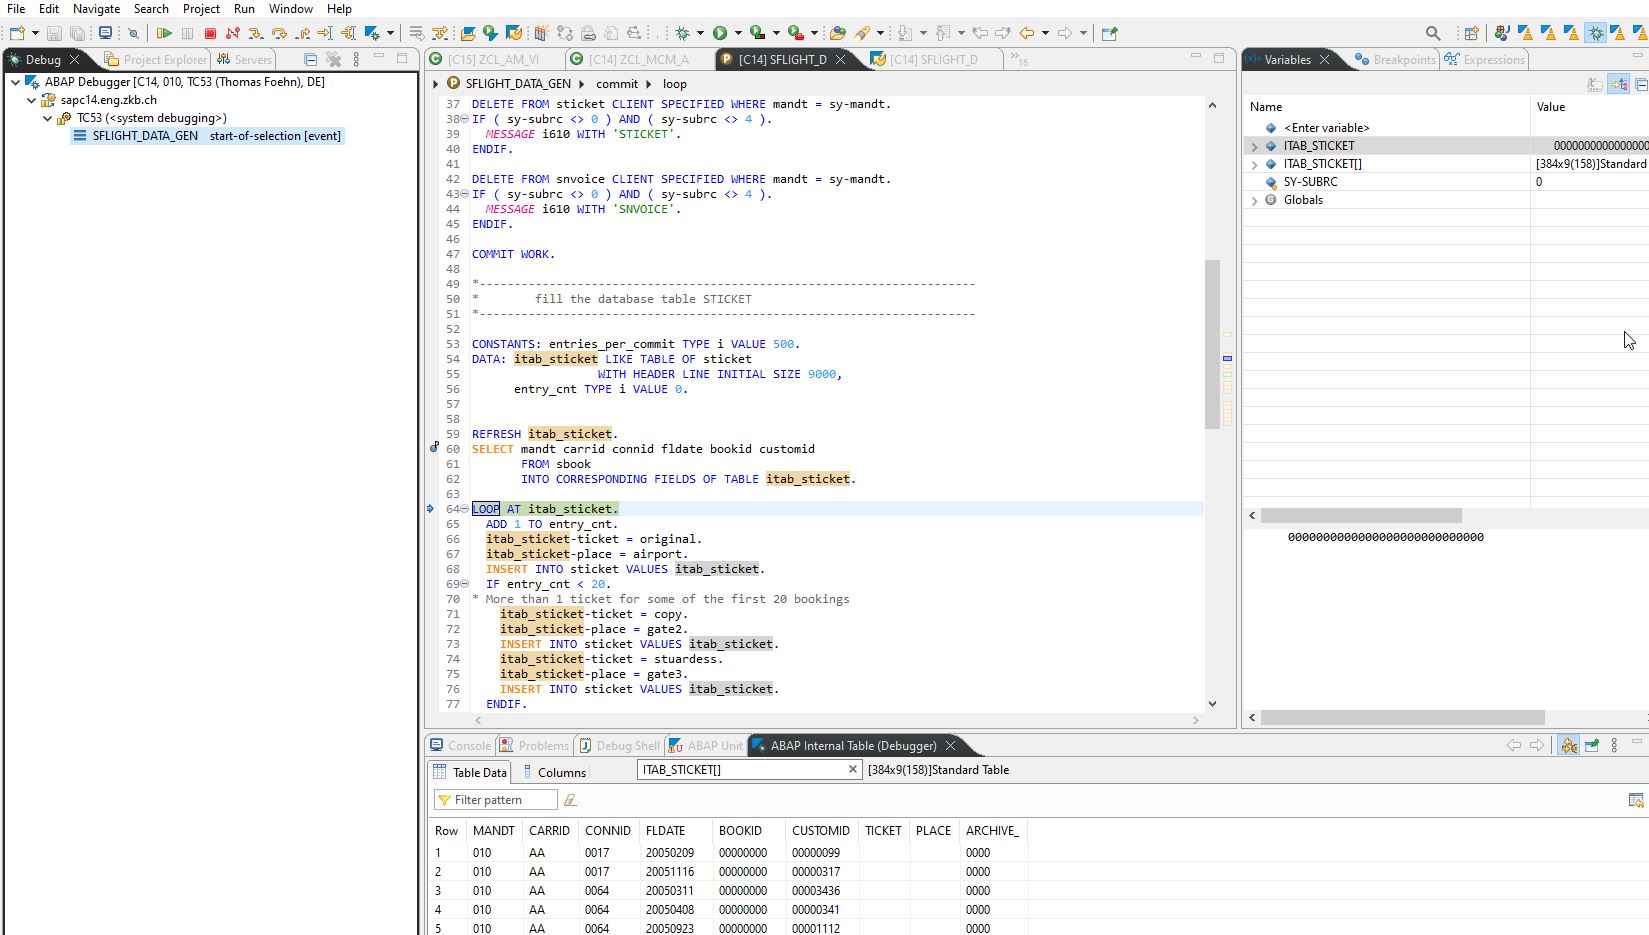 File Edit Navigate Search Project Run Window Help
Debug Project Explorer Servers
ABAP Debugger [C14, 010, TC53 (Thomas Foehn), DE]
sapc14.eng.zkb.ch
TC53 (<system debugging>)
SFLIGHT_DATA_GEN start-of-selection [event]
[C15] ZCL_AM_VI [C14] ZCL_MCM_A [C14] SFLIGHT_D [C14] SFLIGHT_D »16
SFLIGHT_DATA_GEN commit loop
37 DELETE FROM sticket CLIENT SPECIFIED WHERE mandt = sy-mandt.
38 IF ( sy-subrc <> 0 ) AND ( sy-subrc <> 4 ).
39 MESSAGE i610 WITH 'STICKET'.
40 ENDIF.
41
42 DELETE FROM snvoice CLIENT SPECIFIED WHERE mandt = sy-mandt.
43 IF ( sy-subrc <> 0 ) AND ( sy-subrc <> 4 ).
44 MESSAGE i610 WITH 'SNVOICE'.
45 ENDIF.
46
47 COMMIT WORK.
48
49 *-----------------------------------------------------------------------
50 * fill the database table STICKET
51 *-----------------------------------------------------------------------
52
53 CONSTANTS: entries_per_commit TYPE i VALUE 500.
54 DATA: itab_sticket LIKE TABLE OF sticket
55 WITH HEADER LINE INITIAL SIZE 9000,
56 entry_cnt TYPE i VALUE 0.
57
58
59 REFRESH itab_sticket.
60 SELECT mandt carrid connid fldate bookid customid
61 FROM sbook
62 INTO CORRESPONDING FIELDS OF TABLE itab_sticket.
63
64 LOOP AT itab_sticket.
65 ADD 1 TO entry_cnt.
66 itab_sticket-ticket = original.
67 itab_sticket-place = airport.
68 INSERT INTO sticket VALUES itab_sticket.
69 IF entry_cnt < 20.
70 * More than 1 ticket for some of the first 20 bookings
71 itab_sticket-ticket = copy.
72 itab_sticket-place = gate2.
73 INSERT INTO sticket VALUES itab_sticket.
74 itab_sticket-ticket = stuardess.
75 itab_sticket-place = gate3.
76 INSERT INTO sticket VALUES itab_sticket.
77 ENDIF.
Variables Breakpoints Expressions
Name Value
<Enter variable>
ITAB_STICKET 00000000000000
ITAB_STICKET[] [384x9(158)]Standard
SY-SUBRC 0
Globals
0000000000000000000000000000
Console Problems Debug Shell ABAP Unit ABAP Internal Table (Debugger)
Table Data Columns ITAB_STICKET[] [384x9(158)]Standard Table
Filter pattern
Row MANDT CARRID CONNID FLDATE BOOKID CUSTOMID TICKET PLACE ARCHIVE_
1 010 AA 0017 20050209 00000000 00000099 0000
2 010 AA 0017 20051116 00000000 00000317 0000
3 010 AA 0064 20050311 00000000 00003436 0000
4 010 AA 0064 20050408 00000000 00000341 0000
5 010 AA 0064 20050923 00000000 00001112 0000